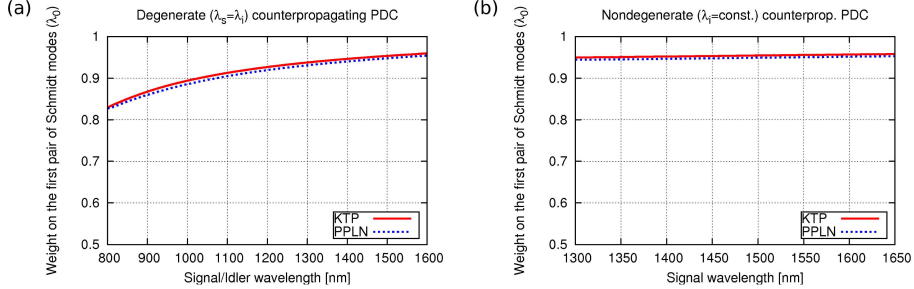 (a)
Degenerate (λs=λi) counterpropagating PDC
Weight on the first pair of Schmidt modes (λ0)
1
0.9
0.8
0.7
0.6
0.5
KTP
PPLN
800 900 1000 1100 1200 1300 1400 1500 1600
Signal/Idler wavelength [nm]
(b)
Nondegenerate (λi=const.) counterprop. PDC
Weight on the first pair of Schmidt modes (λ0)
1
0.9
0.8
0.7
0.6
0.5
KTP
PPLN
1300 1350 1400 1450 1500 1550 1600 1650
Signal wavelength [nm]